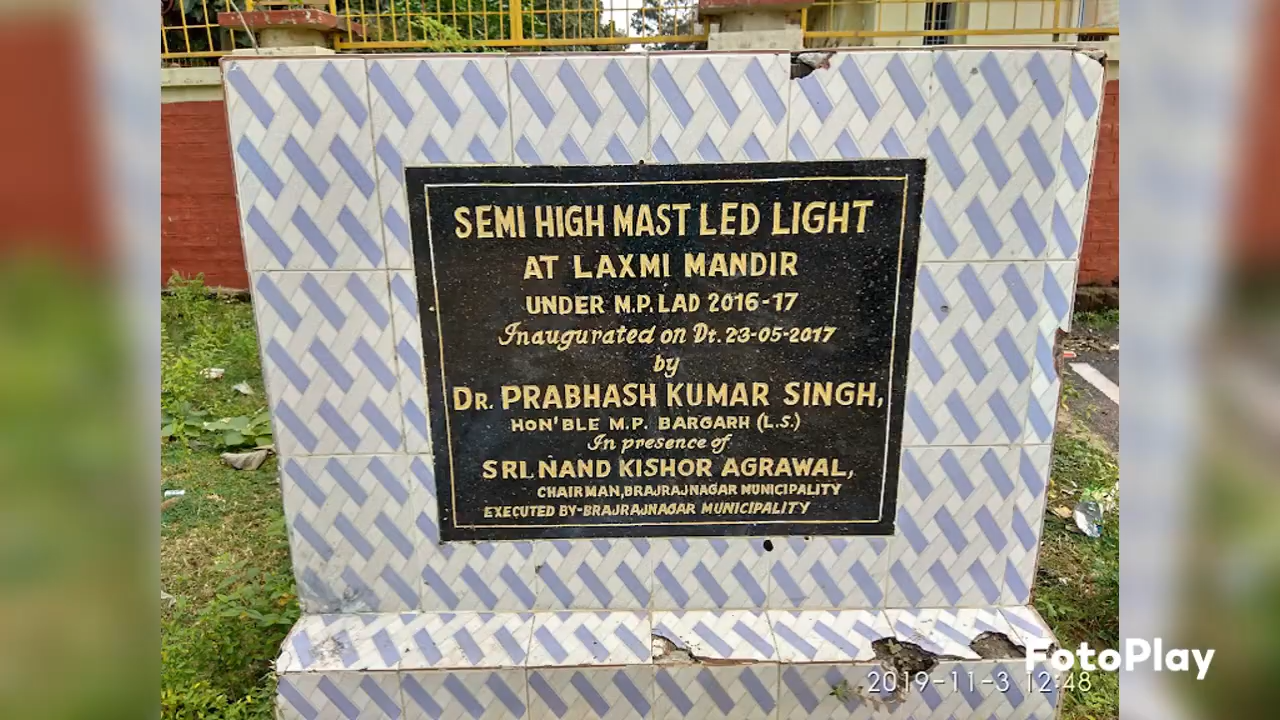 SEMI HIGH MAST LED LIGHT
AT LAXMI MANDIR
UNDER M.P. LAD 2016-17
Inaugurated on Dt. 23-05-2017
by
DR. PRABHASH KUMAR SINGH,
HON'BLE M.P. BARGARH (L.S.)
In presence of
SRI. NAND KISHOR AGRAWAL,
CHAIRMAN, BRAJRAJNAGAR MUNICIPALITY
EXECUTED BY-BRAJRAJNAGAR MUNICIPALITY
FotoPlay
2019-11-3 12:48